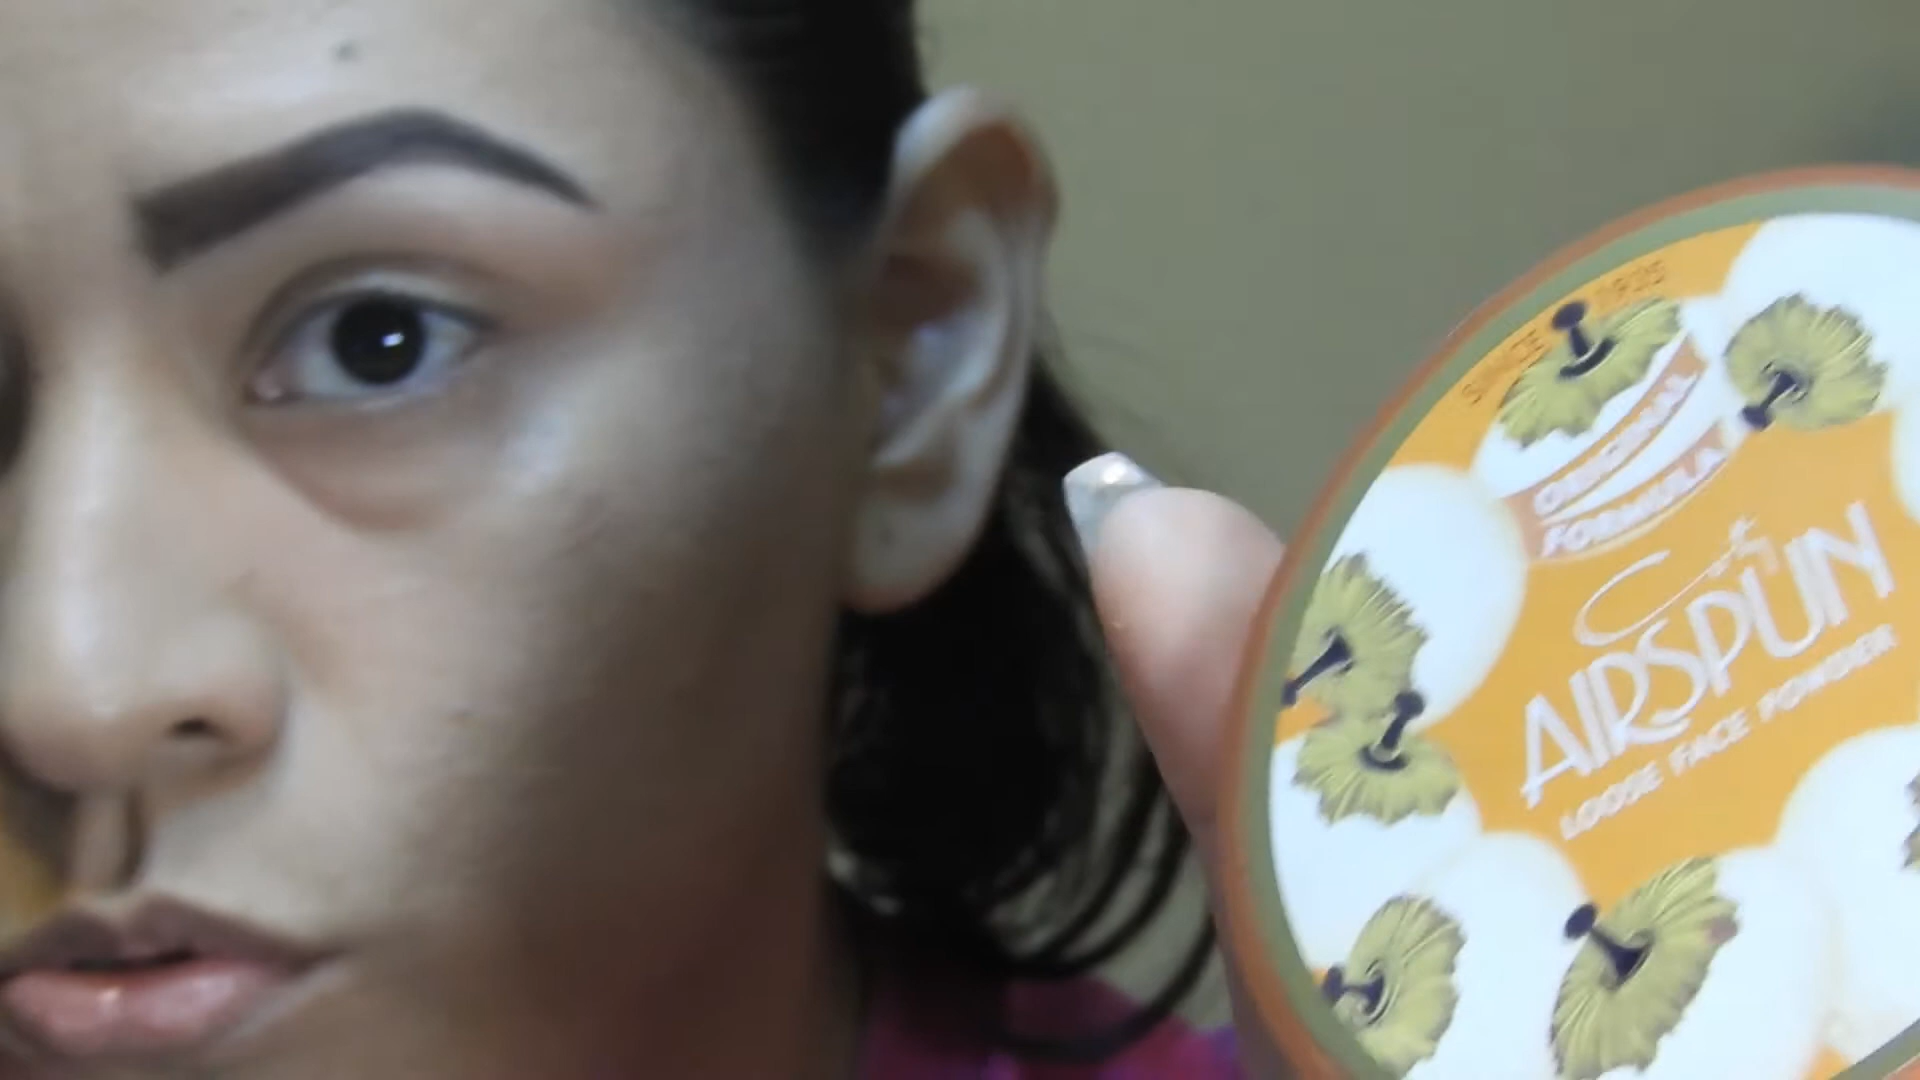 SINCE 1935
ORIGINAL
FORMULA
Coty
AIRSPUN
LOOSE FACE POWDER